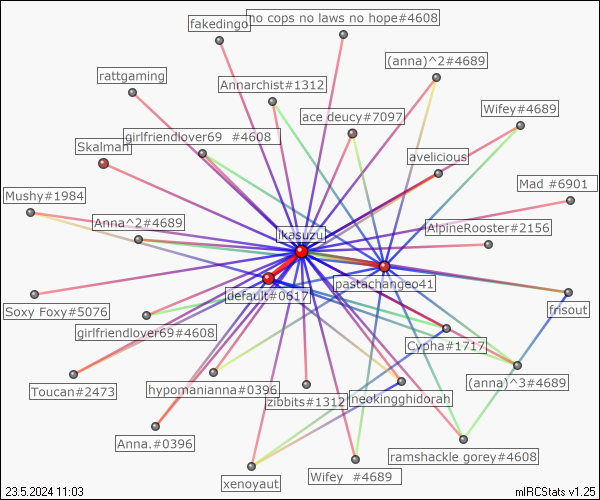 no cops no laws no hope#4608
fakedingo
(anna)^2#4689
rattgaming
Annarchist#1312
Wifey#4689
ace deucy#7097
girlfriendlover69 #4608
Skalman
avelicious
Mad #6901
Mushy#1984
Anna^2#4689
AlpineRooster#2156
ikasuzu
pastachangeo41
default#0617
Soxy Foxy#5076
frisout
girlfriendlover69#4608
Cypha#1717
(anna)^3#4689
Toucan#2473
hypomanianna#0396
zibbits#1312
neokingghidorah
Anna.#0396
ramshackle gorey#4608
xenoyaut
Wifey #4689
23.5.2024 11:03
mIRCStats v1.25